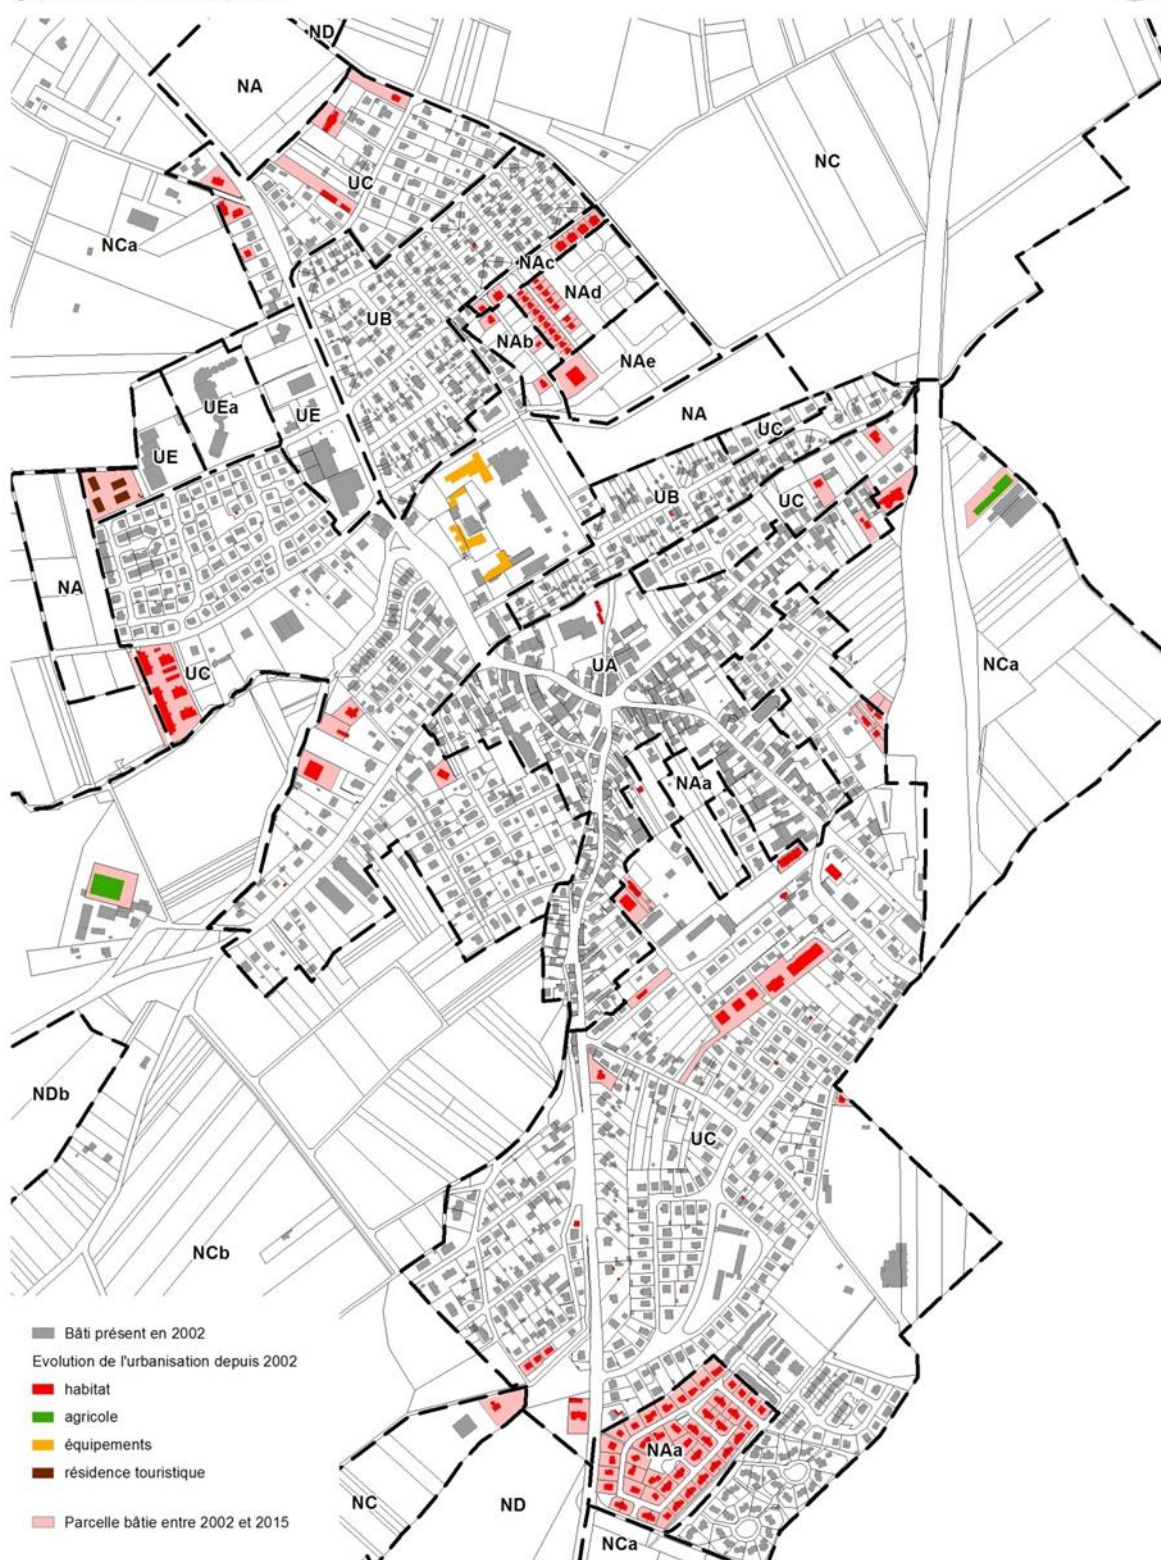 ND
NA
NC
UC
NCa
NAc
NAd
UB
NAb
NAe
UEa
UE
NA
UC
UE
UB
UC
NA
NCa
UC
UA
NAa
NDb
UC
NCb
Bâti présent en 2002
Evolution de l'urbanisation depuis 2002
habitat
agricole
équipements
résidence touristique
NAa
NC
ND
Parcelle bâtie entre 2002 et 2015
NCa